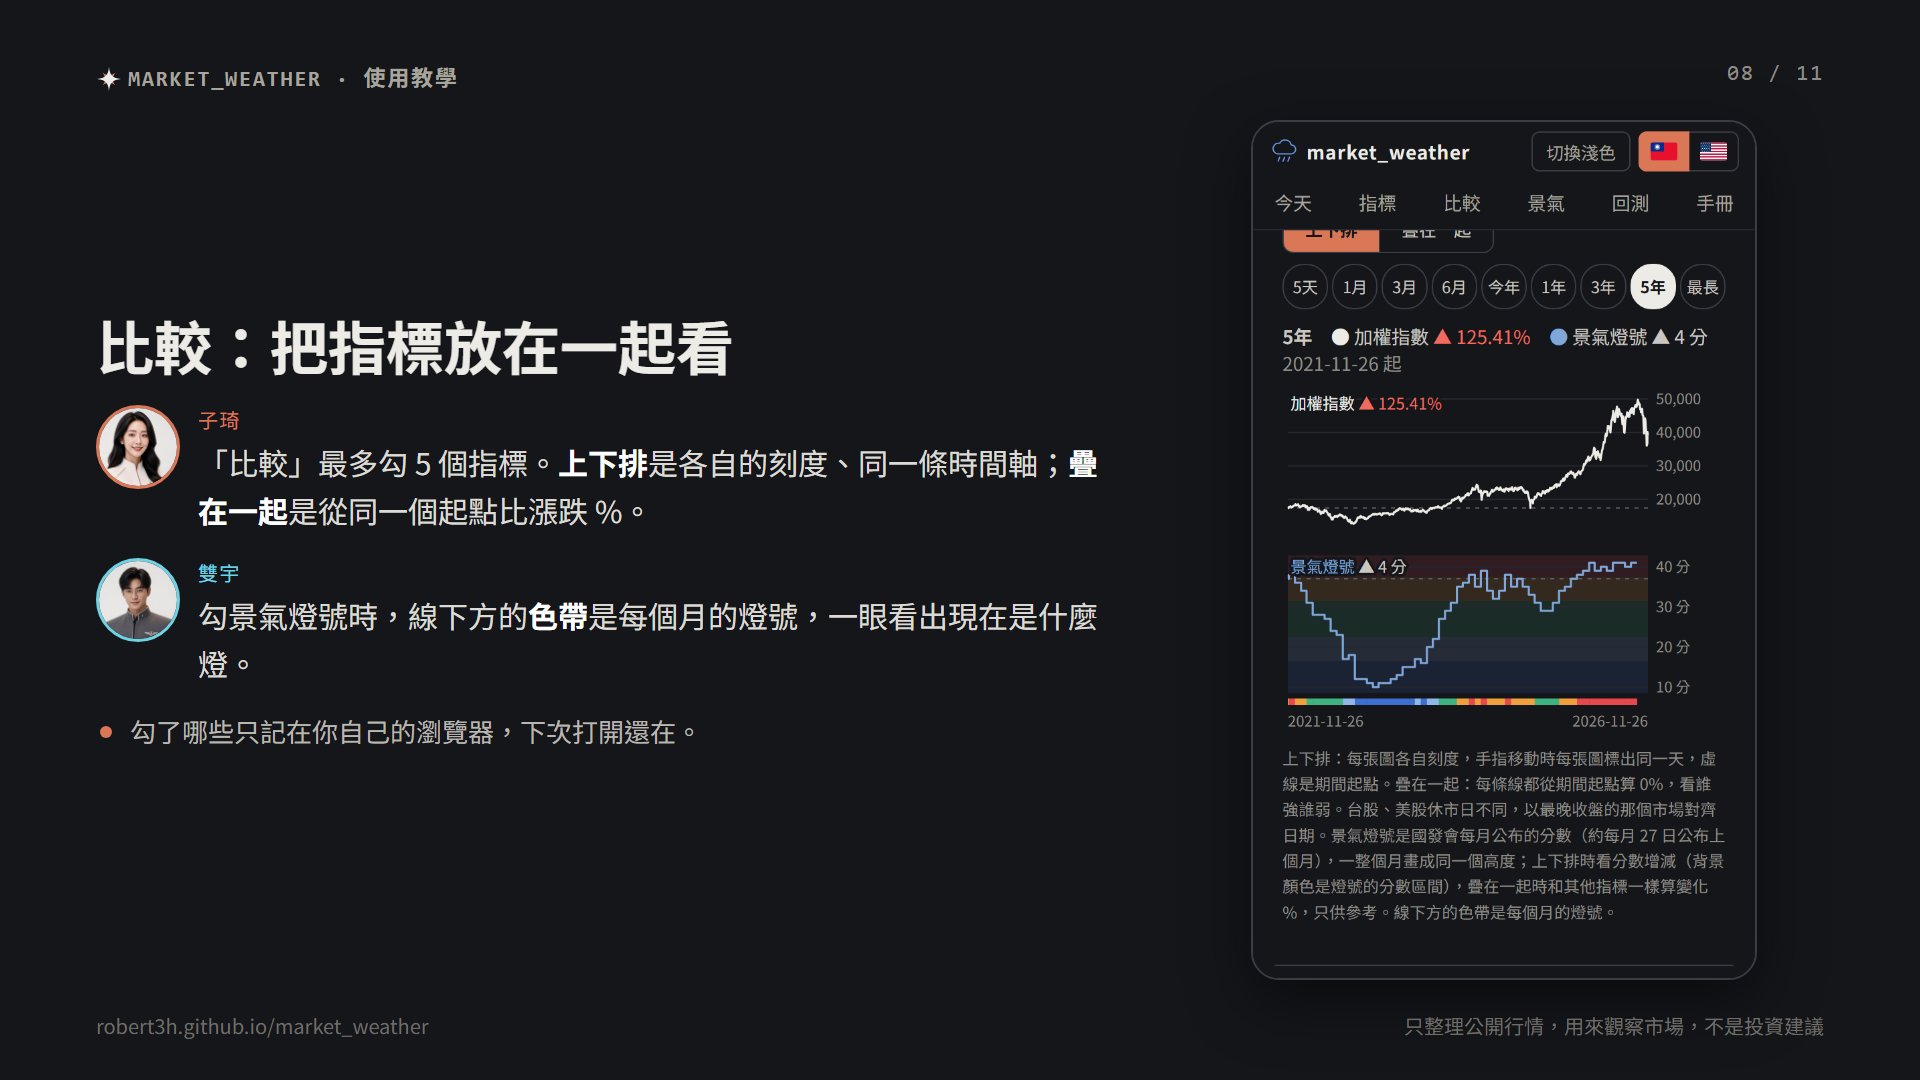 MARKET_WEATHER · 使用教學
08 / 11
比較：把指標放在一起看
子琦
「比較」最多勾 5 個指標。上下排是各自的刻度、同一條時間軸；疊
在一起是從同一個起點比漲跌 %。
雙宇
勾景氣燈號時，線下方的色帶是每個月的燈號，一眼看出現在是什麼
燈。
勾了哪些只記在你自己的瀏覽器，下次打開還在。
market_weather
切換淺色
今天 指標 比較 景氣 回測 手冊
上下排 疊在一起
5天 1月 3月 6月 今年 1年 3年 5年 最長
5年 加權指數 ▲ 125.41% 景氣燈號 ▲ 4 分
2021-11-26 起
加權指數 ▲ 125.41%
50,000
40,000
30,000
20,000
景氣燈號 ▲ 4 分
40 分
30 分
20 分
10 分
2021-11-26 2026-11-26
上下排：每張圖各自刻度，手指移動時每張圖標出同一天，虛
線是期間起點。疊在一起：每條線都從期間起點算 0%，看誰
強誰弱。台股、美股休市日不同，以最晚收盤的那個市場對齊
日期。景氣燈號是國發會每月公布的分數（約每月 27 日公布上
個月），一整個月畫成同一個高度；上下排時看分數增減（背景
顏色是燈號的分數區間），疊在一起時和其他指標一樣算變化
%，只供參考。線下方的色帶是每個月的燈號。
robert3h.github.io/market_weather
只整理公開行情，用來觀察市場，不是投資建議